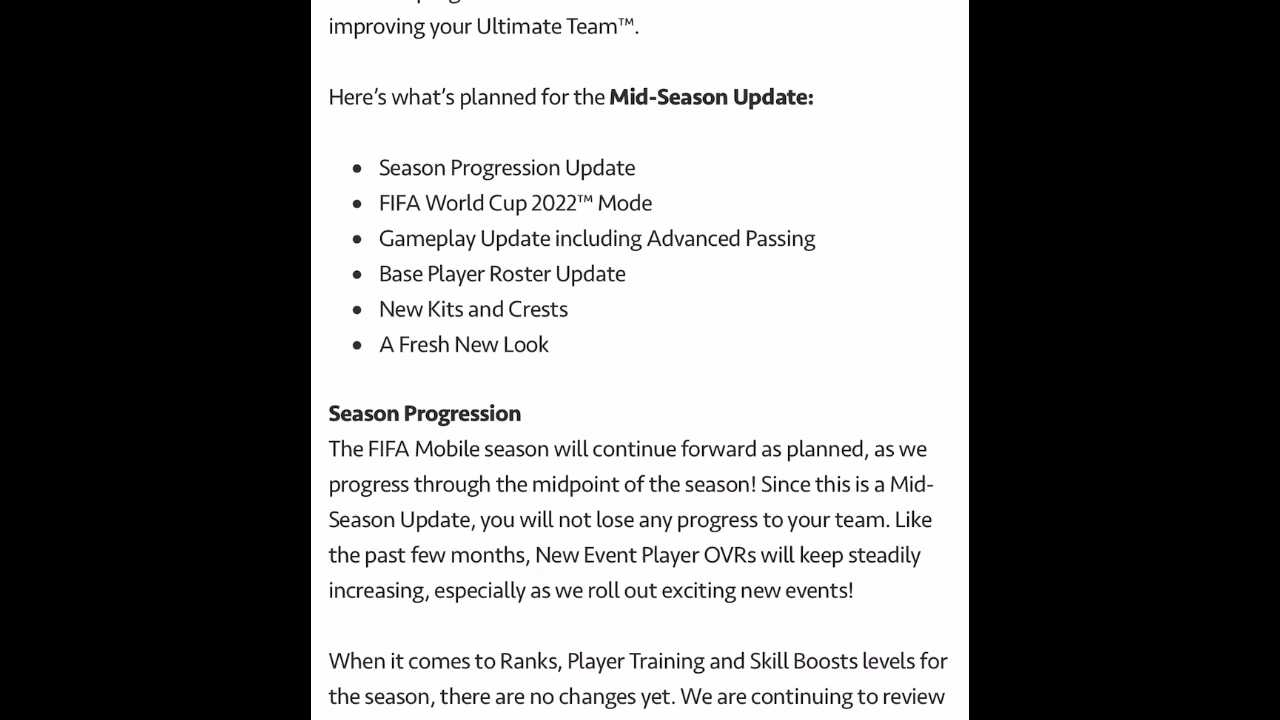 improving your Ultimate Team™.
Here's what's planned for the Mid-Season Update:
• Season Progression Update
• FIFA World Cup 2022™ Mode
• Gameplay Update including Advanced Passing
• Base Player Roster Update
• New Kits and Crests
• A Fresh New Look
Season Progression
The FIFA Mobile season will continue forward as planned, as we
progress through the midpoint of the season! Since this is a Mid-
Season Update, you will not lose any progress to your team. Like
the past few months, New Event Player OVRs will keep steadily
increasing, especially as we roll out exciting new events!
When it comes to Ranks, Player Training and Skill Boosts levels for
the season, there are no changes yet. We are continuing to review